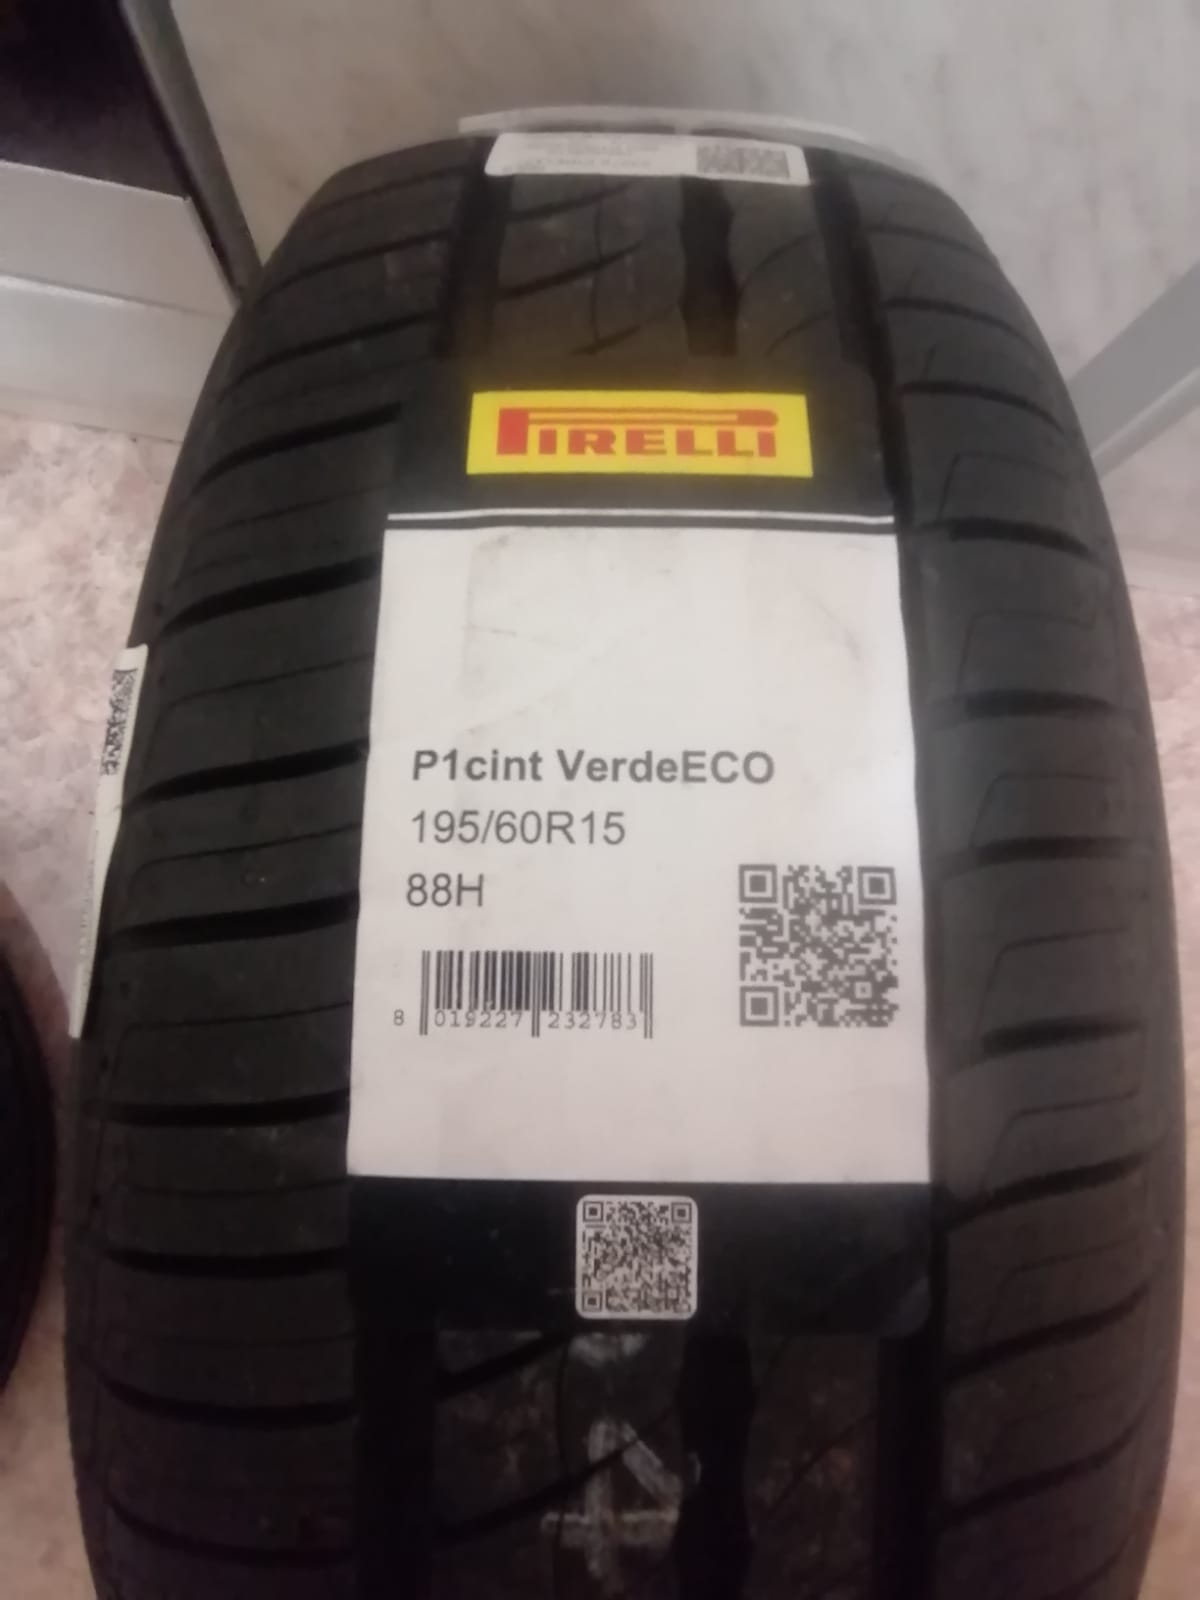 PIRELLI
P1cint VerdeECO
195/60R15
88H
8 019227 232783